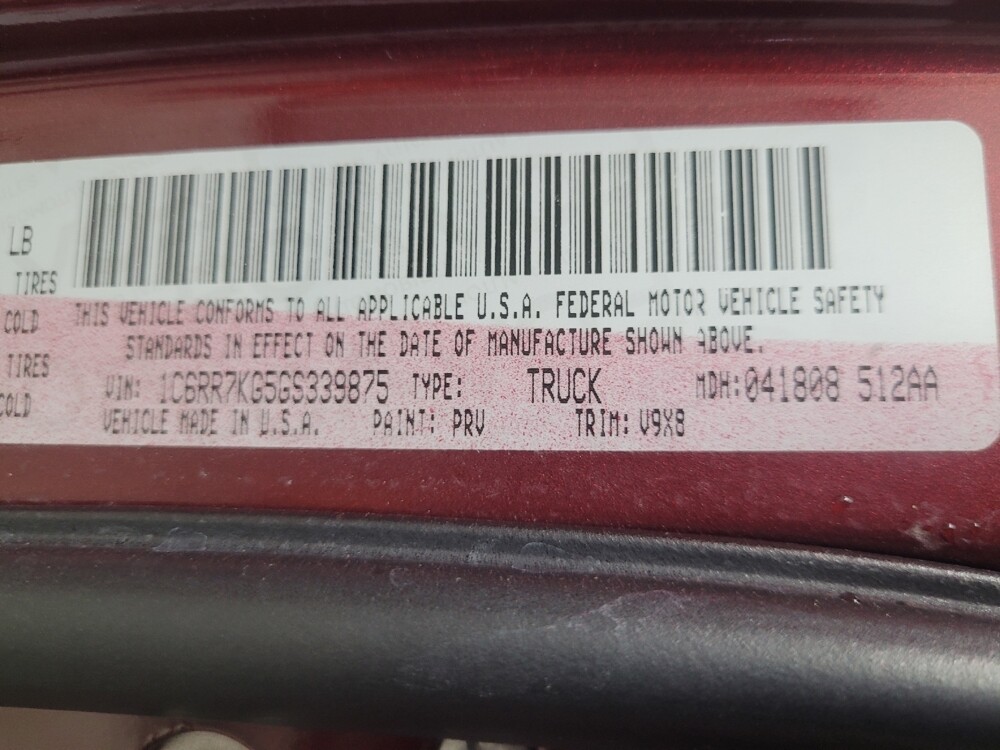 LB
TIRES
THIS VEHICLE CONFORMS TO ALL APPLICABLE U.S.A. FEDERAL MOTOR VEHICLE SAFETY
COLD
STANDARDS IN EFFECT ON THE DATE OF MANUFACTURE SHOWN ABOVE.
TIRES
VIN: 1C6RR7KG5GS339875 TYPE: TRUCK MDH:041808 512AA
COLD
VEHICLE MADE IN U.S.A. PAINT: PRV TRIM: V9X8